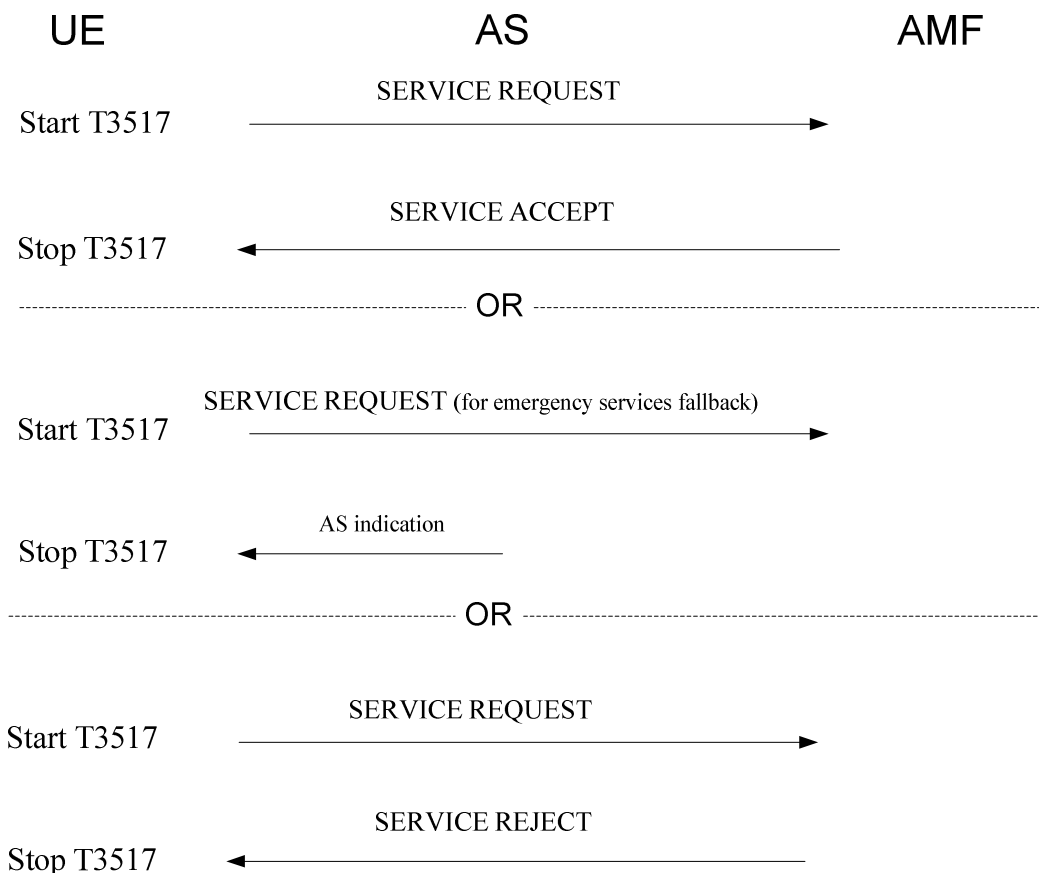 UE AS AMF
SERVICE REQUEST
Start T3517
SERVICE ACCEPT
Stop T3517
OR
SERVICE REQUEST (for emergency services fallback)
Start T3517
AS indication
Stop T3517
OR
SERVICE REQUEST
Start T3517
SERVICE REJECT
Stop T3517